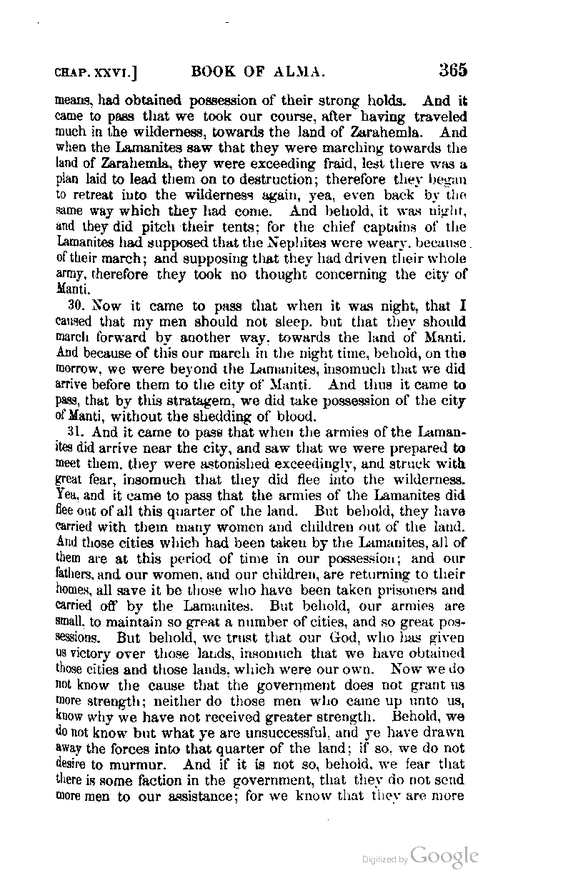 CHAP. XXVI.] BOOK OF ALMA. 365
means, had obtained possession of their strong holds. And it
came to pass that we took our course, after having traveled
much in the wilderness, towards the land of Zarahemla. And
when the Lamanites saw that they were marching towards the
land of Zarahemla, they were exceeding fraid, lest there was a
plan laid to lead them on to destruction; therefore they began
to retreat into the wilderness again, yea, even back by the
same way which they had come. And behold, it was night,
and they did pitch their tents; for the chief captains of the
Lamanites had supposed that the Nephites were weary, because
of their march; and supposing that they had driven their whole
army, therefore they took no thought concerning the city of
Manti.
30. Now it came to pass that when it was night, that I
caused that my men should not sleep, but that they should
march forward by another way, towards the land of Manti.
And because of this our march in the night time, behold, on the
morrow, we were beyond the Lamanites, insomuch that we did
arrive before them to the city of Manti. And thus it came to
pass, that by this stratagem, we did take possession of the city
of Manti, without the shedding of blood.
31. And it came to pass that when the armies of the Laman-
ites did arrive near the city, and saw that we were prepared to
meet them, they were astonished exceedingly, and struck with
great fear, insomuch that they did flee into the wilderness.
Yea, and it came to pass that the armies of the Lamanites did
flee out of all this quarter of the land. But behold, they have
carried with them many women and children out of the land.
And those cities which had been taken by the Lamanites, all of
them are at this period of time in our possession; and our
fathers, and our women, and our children, are returning to their
homes, all save it be those who have been taken prisoners and
carried off by the Lamanites. But behold, our armies are
small, to maintain so great a number of cities, and so great pos-
sessions. But behold, we trust that our God, who has given
us victory over those lands, insomuch that we have obtained
those cities and those lands, which were our own. Now we do
not know the cause that the government does not grant us
more strength; neither do those men who came up unto us,
know why we have not received greater strength. Behold, we
do not know but what ye are unsuccessful, and ye have drawn
away the forces into that quarter of the land; if so, we do not
desire to murmur. And if it is not so, behold, we fear that
there is some faction in the government, that they do not send
more men to our assistance; for we know that they are more
Digitized by Google